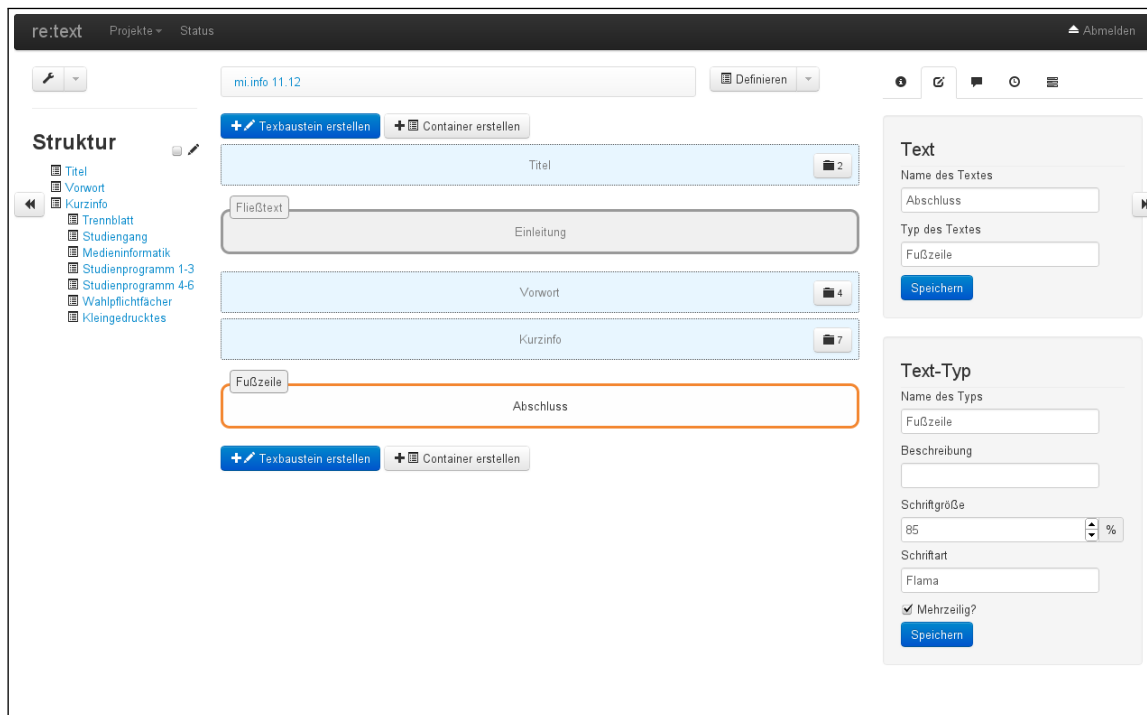 re:text Projekte Status Abmelden
mi.info 11.12
Definieren
Texbaustein erstellen Container erstellen
Struktur
Titel
Vorwort
Kurzinfo
Trennblatt
Studiengang
Medieninformatik
Studienprogramm 1-3
Studienprogramm 4-6
Wahlpflichtfächer
Kleingedrucktes
Titel 2
Fließtext
Einleitung
Vorwort 4
Kurzinfo 7
Fußzeile
Abschluss
Texbaustein erstellen Container erstellen
Text
Name des Textes
Abschluss
Typ des Textes
Fußzeile
Speichern
Text-Typ
Name des Typs
Fußzeile
Beschreibung
Schriftgröße
85 %
Schriftart
Flama
Mehrzeilig?
Speichern